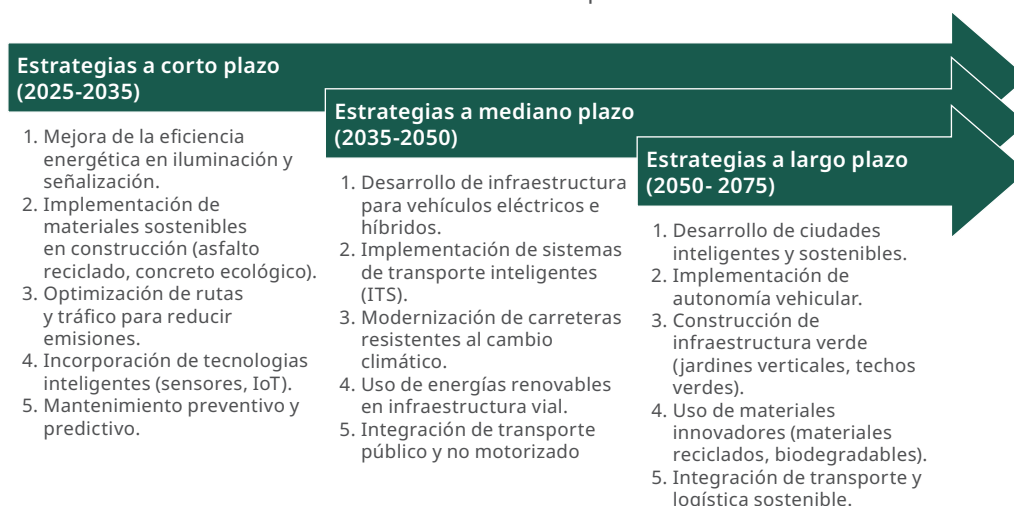 Estrategias a corto plazo
(2025-2035)
1. Mejora de la eficiencia
energética en iluminación y
señalización.
2. Implementación de
materiales sostenibles
en construcción (asfalto
reciclado, concreto ecológico).
3. Optimización de rutas
y tráfico para reducir
emisiones.
4. Incorporación de tecnologias
inteligentes (sensores, IoT).
5. Mantenimiento preventivo y
predictivo.
Estrategias a mediano plazo
(2035-2050)
1. Desarrollo de infraestructura
para vehículos eléctricos e
híbridos.
2. Implementación de sistemas
de transporte inteligentes
(ITS).
3. Modernización de carreteras
resistentes al cambio
climático.
4. Uso de energías renovables
en infraestructura vial.
5. Integración de transporte
público y no motorizado
Estrategias a largo plazo
(2050- 2075)
1. Desarrollo de ciudades
inteligentes y sostenibles.
2. Implementación de
autonomía vehicular.
3. Construcción de
infraestructura verde
(jardines verticales, techos
verdes).
4. Uso de materiales
innovadores (materiales
reciclados, biodegradables).
5. Integración de transporte y
logística sostenible.